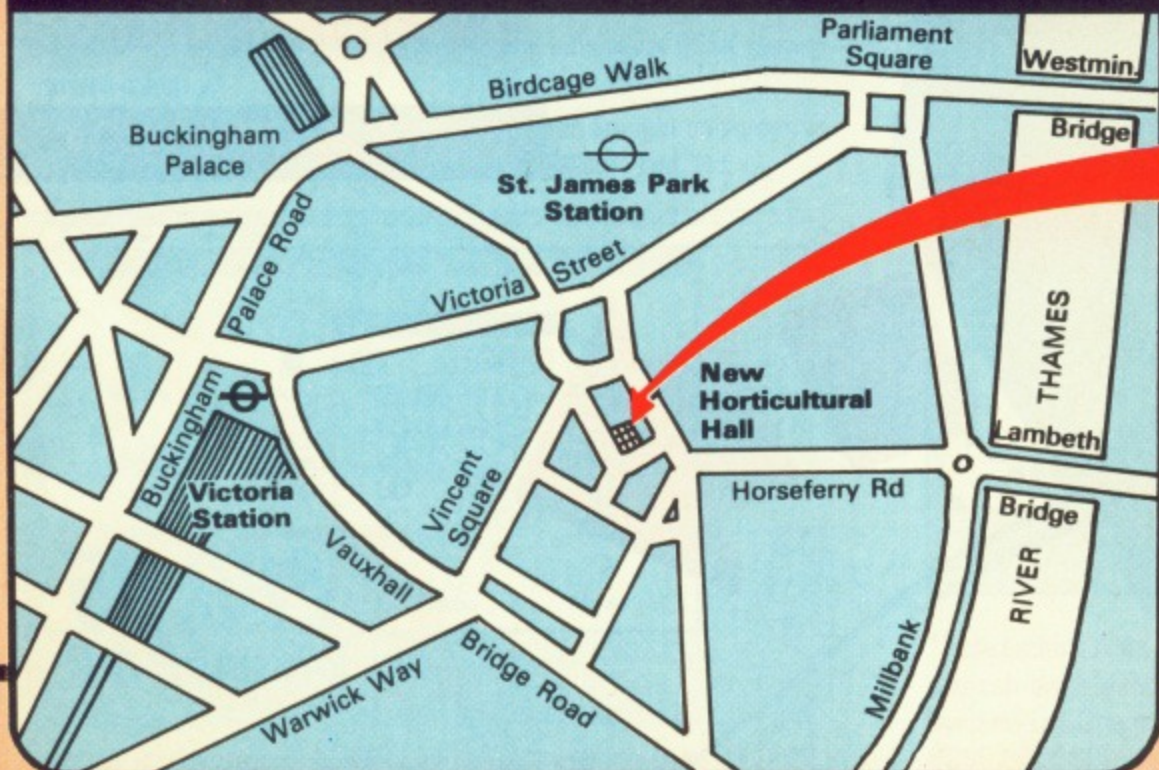 Parliament
Square
Westmin.
Birdcage Walk
Bridge
Buckingham
Palace
St. James Park
Station
Palace Road
Victoria Street
THAMES
New
Horticultural
Hall
Lambeth
Buckingham
Victoria
Station
Vincent
Square
Horseferry Rd
Bridge
Vauxhall
RIVER
Millbank
Bridge Road
Warwick Way